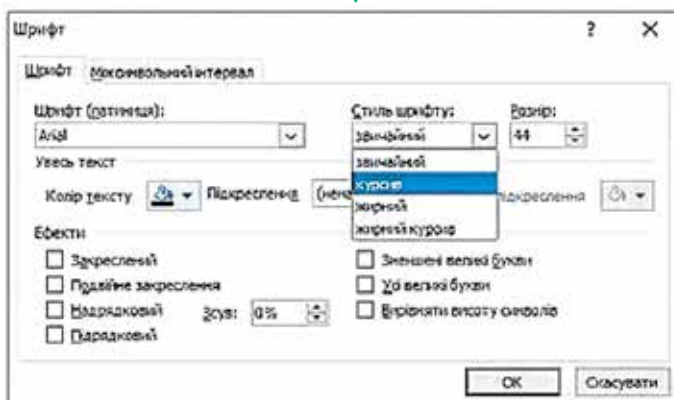 Шрифт ? ×
Шрифт Міжсимвольний інтервал
Шрифт (латиниця): Стиль шрифту: Розмір:
Arial звичайний 44
Увесь текст
звичайний
Колір тексту Підкреслення (нема курсив підкреслення
жирний
жирний курсив
Ефекти
Закреслений Зменшені великі букви
Подвійне закреслення Усі великі букви
Надрядковий Зсув: 0% Вирівняти висоту символів
Підрядковий
OK Скасувати